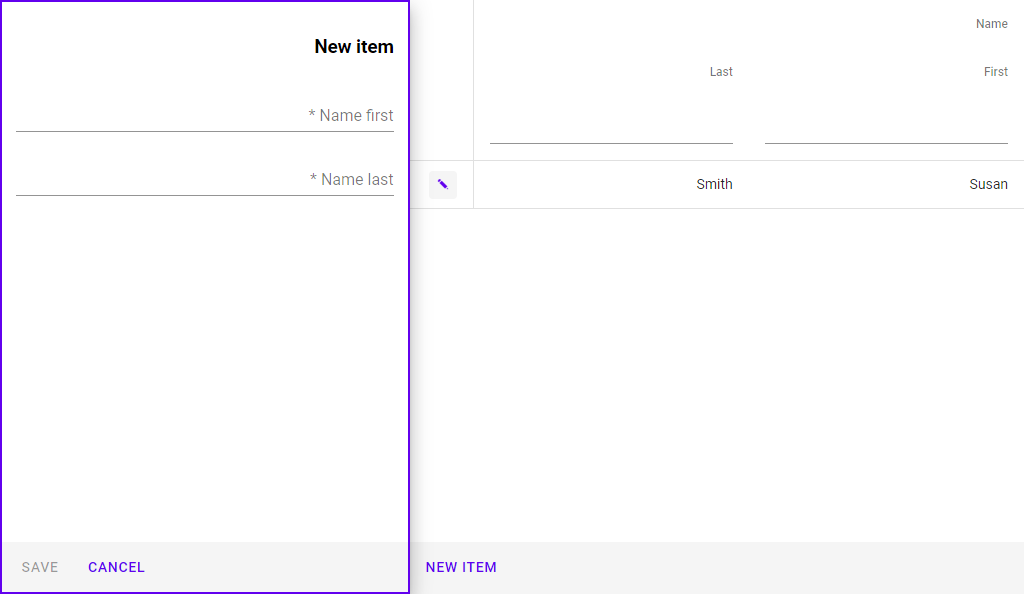 New item
* Name first
* Name last
SAVE CANCEL
Name
Last First
Smith Susan
NEW ITEM